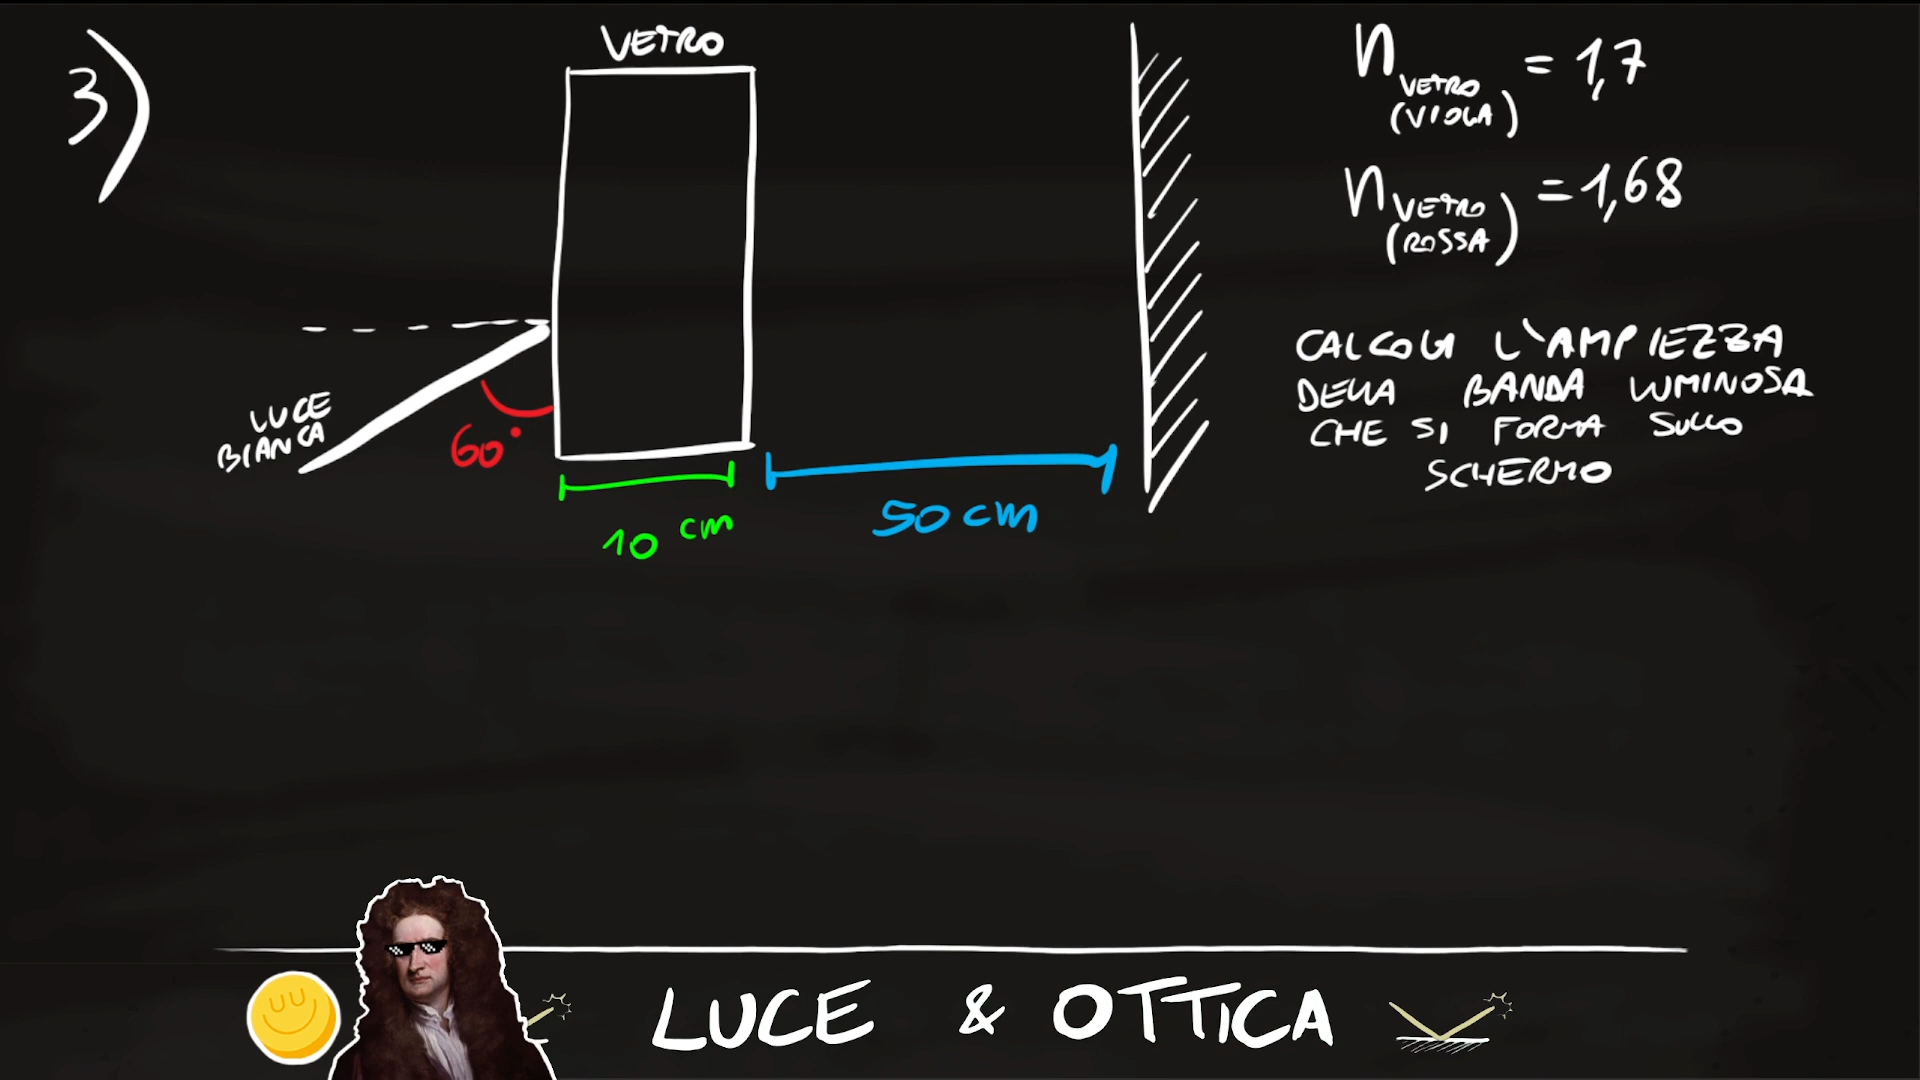 3)
VETRO
LUCE
BIANCA
60°
10 cm
50 cm
n VETRO (VIOLA) = 1,7
n VETRO (ROSSA) = 1,68
CALCOLI L'AMPIEZZA
DELLA BANDA LUMINOSA
CHE SI FORMA SULLO
SCHERMO
LUCE & OTTICA